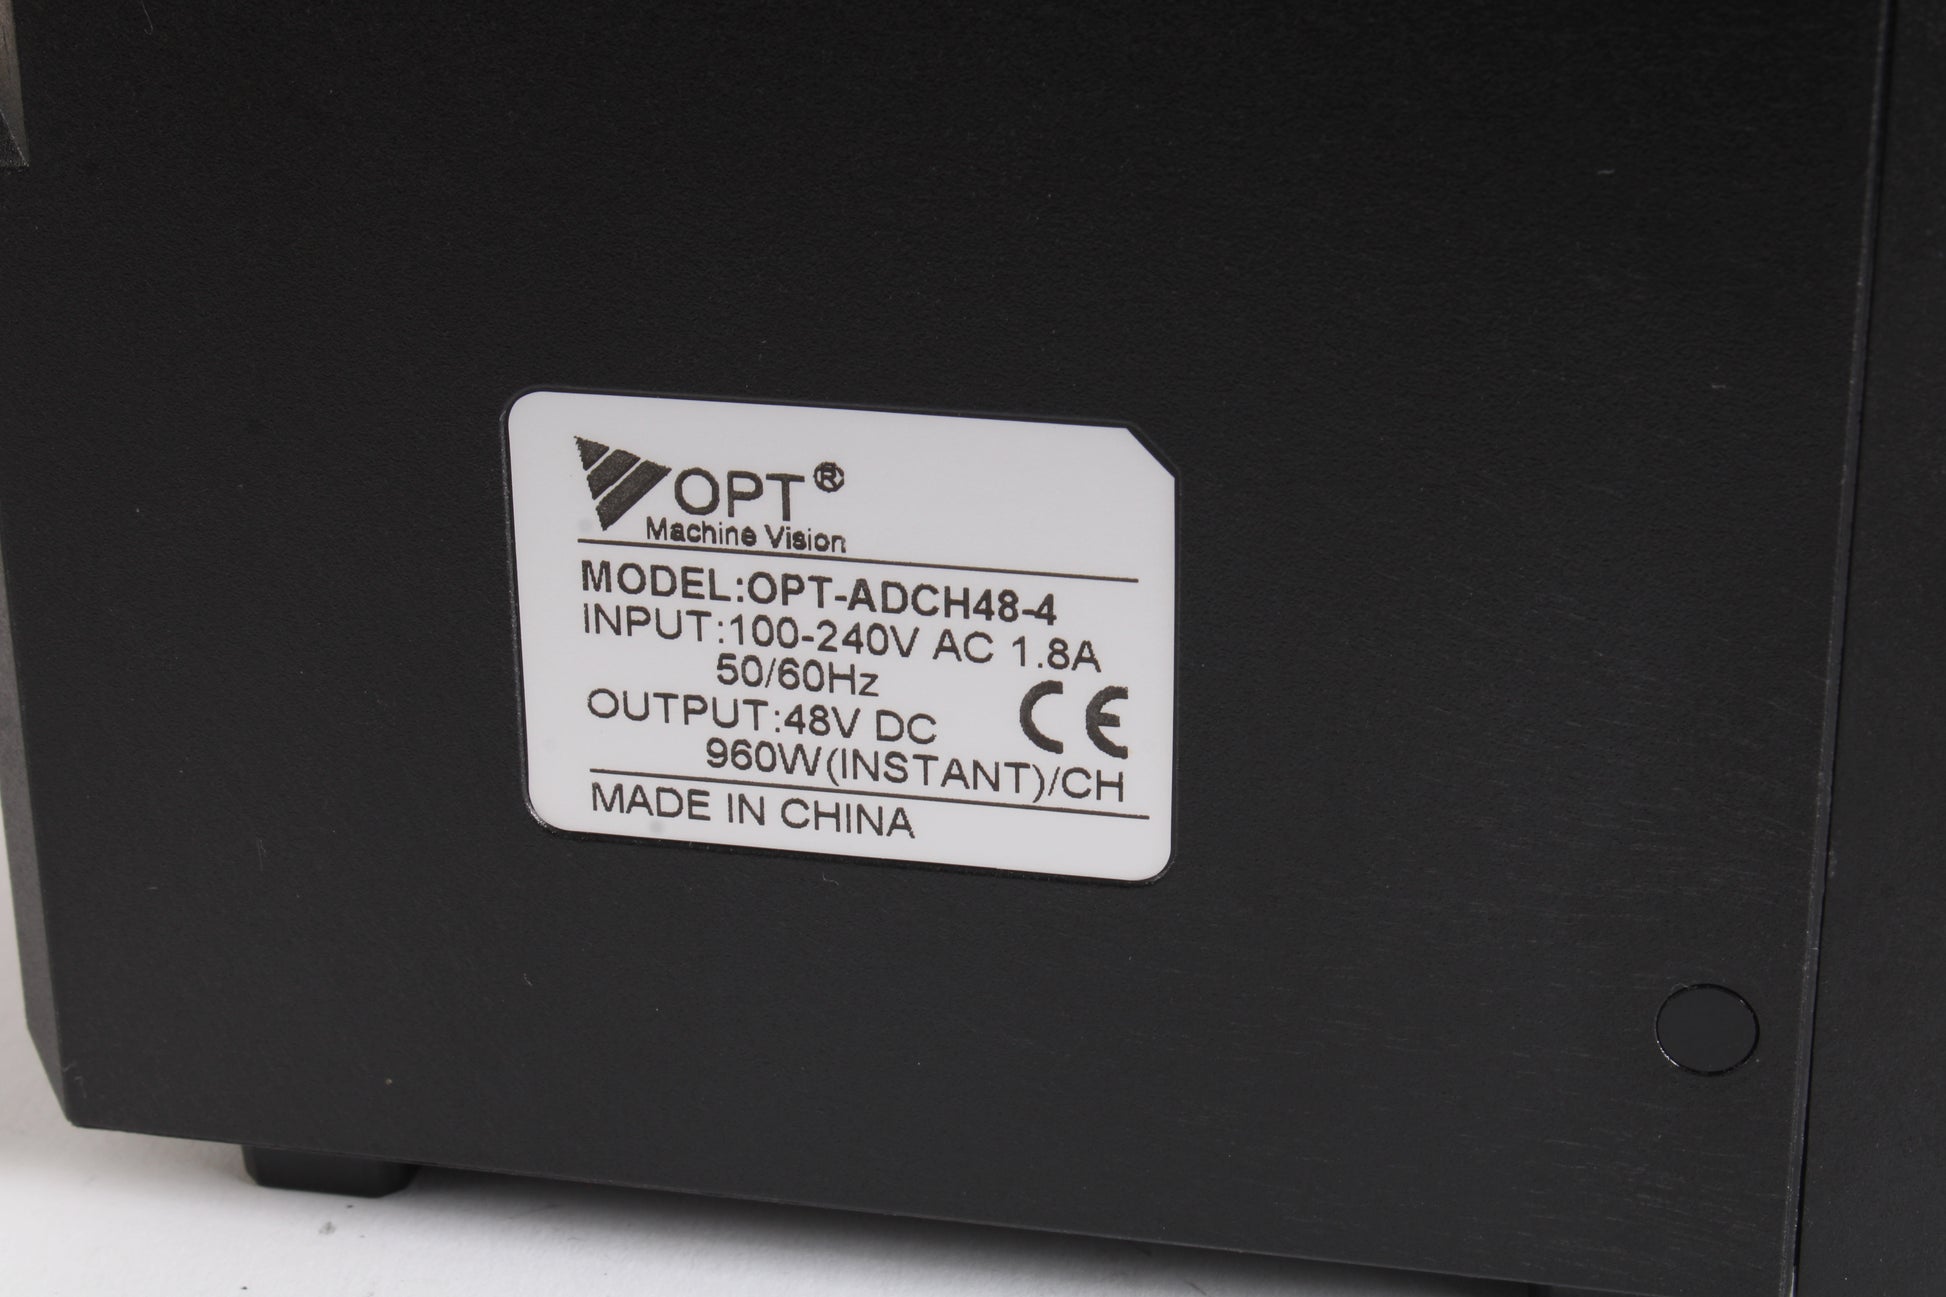 OPT®
Machine Vision
MODEL:OPT-ADCH48-4
INPUT:100-240V AC 1.8A
50/60Hz
OUTPUT:48V DC
CE
960W(INSTANT)/CH
MADE IN CHINA